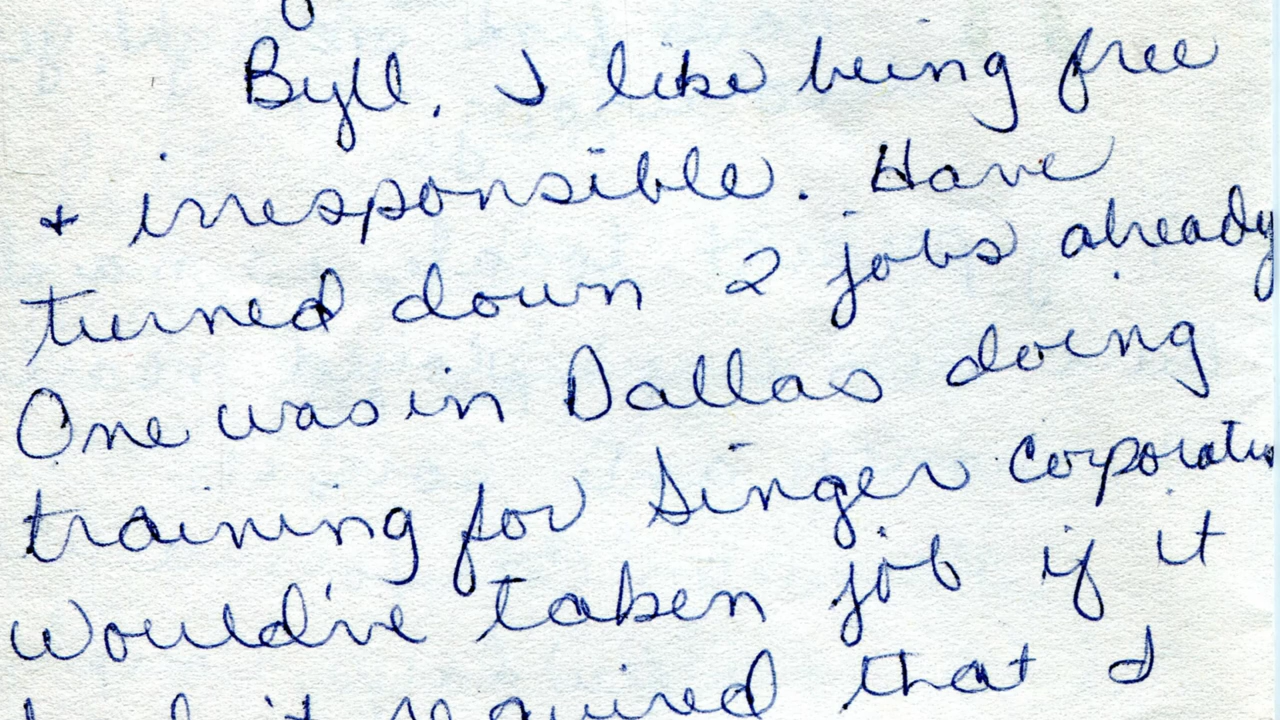 Byll. I like being free
+ irresponsible. Have
turned down 2 jobs already
One was in Dallas doing
training for Singer
Would've taken job if it
required that I